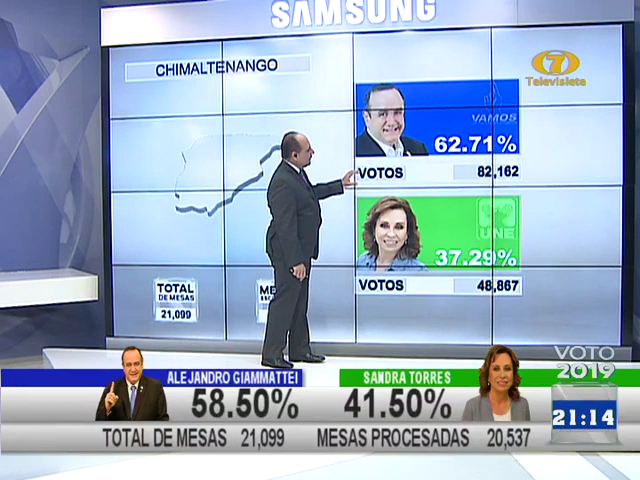 SAMSUNG
CHIMALTENANGO
7
Televisiete
VAMOS
62.71%
VOTOS 82,162
UNE
37.29%
VOTOS 48,867
TOTAL
DE MESAS
21,099
ALEJANDRO GIAMMATTEI
58.50%
SANDRA TORRES
41.50%
TOTAL DE MESAS 21,099
MESAS PROCESADAS 20,537
VOTO
2019
21:14